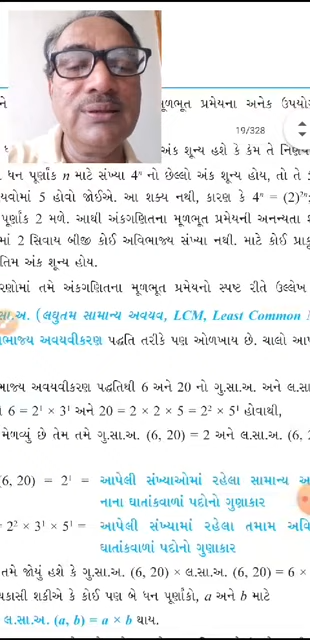 મૂળભૂત પ્રમેયના અનેક ઉપયોગ
19/328
અંક શૂન્ય હશે કે કેમ તે
ધન પૂર્ણાંક n માટે સંખ્યા 4ⁿ નો છેલ્લો અંક શૂન્ય હોય, તો તે 5
5 હોવો જોઈએ. આ શક્ય નથી, કારણ કે 4ⁿ = (2)²ⁿ;
પૂર્ણાંક 2 મળે. આથી અંકગણિતના મૂળભૂત પ્રમેયની અનન્યતા
માં 2 સિવાય બીજી કોઈ અવિભાજ્ય સંખ્યા નથી. માટે કોઈ
તિમ અંક શૂન્ય હોય.
રણોમાં તમે અંકગણિતના મૂળભૂત પ્રમેયનો સ્પષ્ટ રીતે ઉલ્લેખ
સા.અ. (લઘુતમ સામાન્ય અવયવ, LCM, Least Common
ભાજ્ય અવયવીકરણ પદ્ધતિ તરીકે પણ ઓળખાય છે. ચાલો
ભાજ્ય અવયવીકરણ પદ્ધતિથી 6 અને 20 નો ગુ.સા.અ. અને
6 = 2¹ × 3¹ અને 20 = 2 × 2 × 5 = 2² × 5¹ હોવાથી,
મેળવ્યું છે તેમ તમે ગુ.સા.અ. (6, 20) = 2 અને લ.સા.અ. (6,
(6, 20) = 2¹ = આપેલી સંખ્યાઓમાં રહેલા સામાન્ય
નાના ઘાતાંકવાળાં પદોનો ગુણાકાર
= 2² × 3¹ × 5¹ = આપેલી સંખ્યામાં રહેલા તમામ
ઘાતાંકવાળાં પદોનો ગુણાકાર
તમે જોયું હશે કે ગુ.સા.અ. (6, 20) × લ.સા.અ. (6, 20) = 6 ×
ચકાસી શકીએ કે કોઈ પણ બે ધન પૂર્ણાંકો, a અને b માટે
લ.સા.અ. (a, b) = a × b થાય.